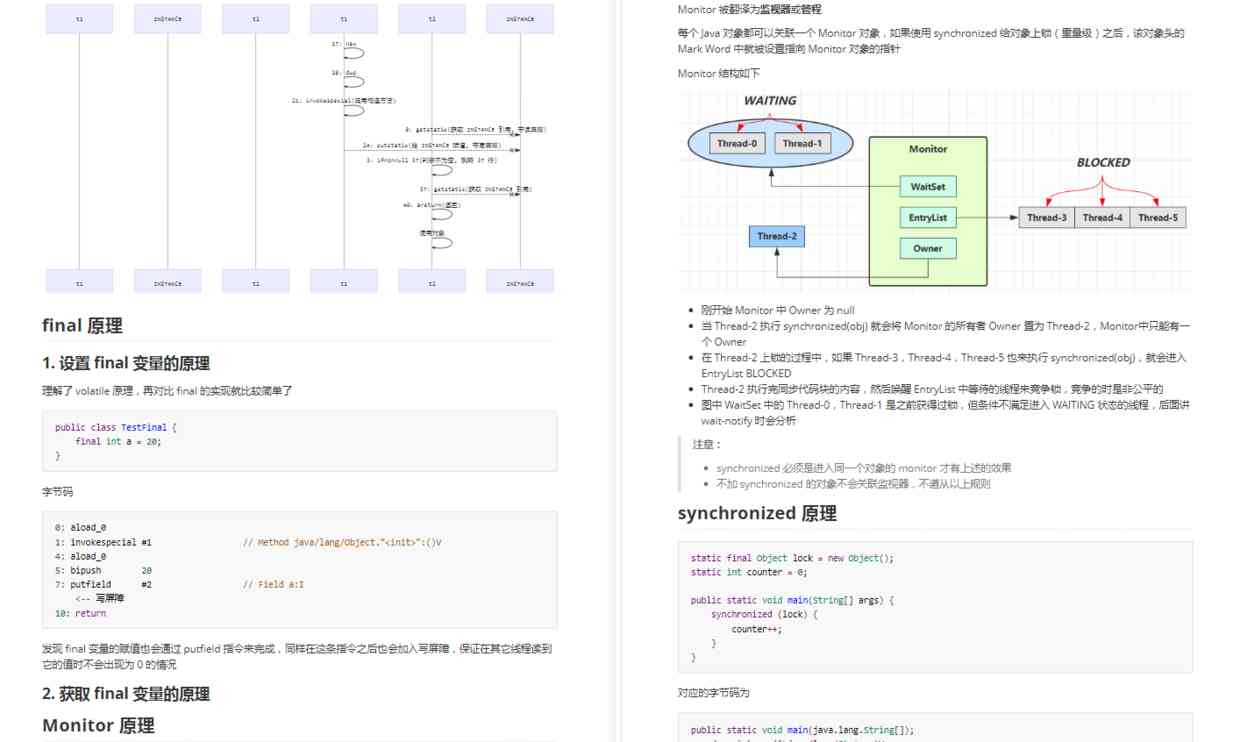 t1 INSTANCE t2 t1 t2 INSTANCE
17: new
20: dup
21: invokespecial(调用构造方法)
0: getstatic(获取 INSTANCE 引用，带读屏障)
24: putstatic(给 INSTANCE 赋值，带写屏障)
3: ifnonnull 37(判断不为空，跳转 37 行)
37: getstatic(获取 INSTANCE 引用)
40: areturn(返回)
使用对象
t1 INSTANCE t2 t1 t2 INSTANCE
final 原理
1. 设置 final 变量的原理
理解了 volatile 原理，再对比 final 的实现就比较简单了
public class TestFinal {
final int a = 20;
}
字节码
0: aload_0
1: invokespecial #1 // Method java/lang/Object."<init>":()V
4: aload_0
5: bipush 20
7: putfield #2 // Field a:I
<-- 写屏障
10: return
发现 final 变量的赋值也会通过 putfield 指令来完成，同样在这条指令之后也会加入写屏障，保证在其它线程读到
它的值时不会出现为 0 的情况
2. 获取 final 变量的原理
Monitor 原理
Monitor 被翻译为监视器或管程
每个 Java 对象都可以关联一个 Monitor 对象，如果使用 synchronized 给对象上锁（重量级）之后，该对象头的
Mark Word 中就被设置指向 Monitor 对象的指针
Monitor 结构如下
WAITING
Thread-0 Thread-1
Monitor
BLOCKED
WaitSet
EntryList
Thread-3 Thread-4 Thread-5
Thread-2
Owner
刚开始 Monitor 中 Owner 为 null
当 Thread-2 执行 synchronized(obj) 就会将 Monitor 的所有者 Owner 置为 Thread-2，Monitor中只能有一
个 Owner
在 Thread-2 上锁的过程中，如果 Thread-3，Thread-4，Thread-5 也来执行 synchronized(obj)，就会进入
EntryList BLOCKED
Thread-2 执行完同步代码块的内容，然后唤醒 EntryList 中等待的线程来竞争锁，竞争的时是非公平的
图中 WaitSet 中的 Thread-0，Thread-1 是之前获得过锁，但条件不满足进入 WAITING 状态的线程，后面讲
wait-notify 时会分析
注意：
synchronized 必须是进入同一个对象的 monitor 才有上述的效果
不加 synchronized 的对象不会关联监视器，不遵从以上规则
synchronized 原理
static final Object lock = new Object();
static int counter = 0;
public static void main(String[] args) {
synchronized (lock) {
counter++;
}
}
对应的字节码为
public static void main(java.lang.String[]);